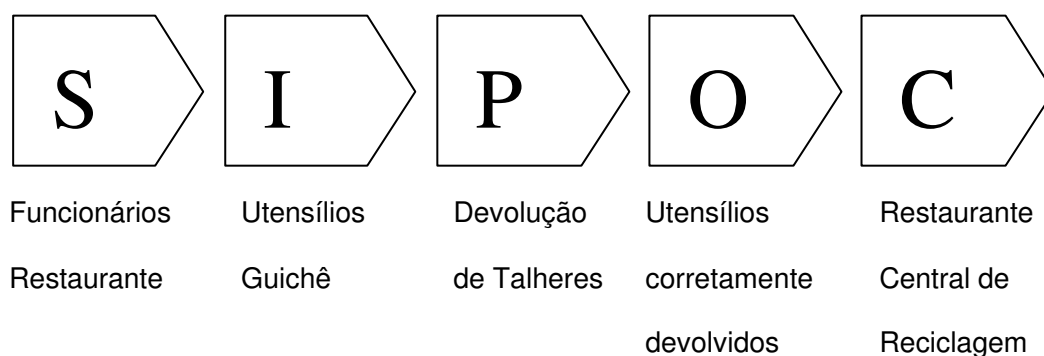 S I P O C
Funcionários Utensílios Devolução Utensílios Restaurante
Restaurante Guichê de Talheres corretamente Central de
devolvidos Reciclagem